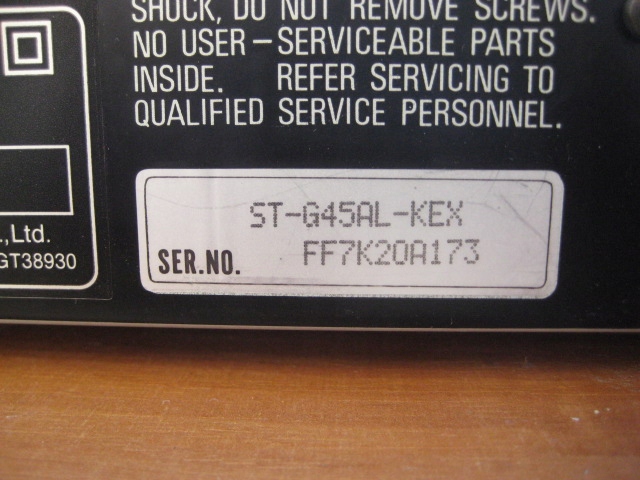 SHOCK, DO NOT REMOVE SCREWS.
NO USER-SERVICEABLE PARTS
INSIDE. REFER SERVICING TO
QUALIFIED SERVICE PERSONNEL.
.,Ltd.
GT38930
ST-G45AL-KEX
SER.NO. FF7K20A173